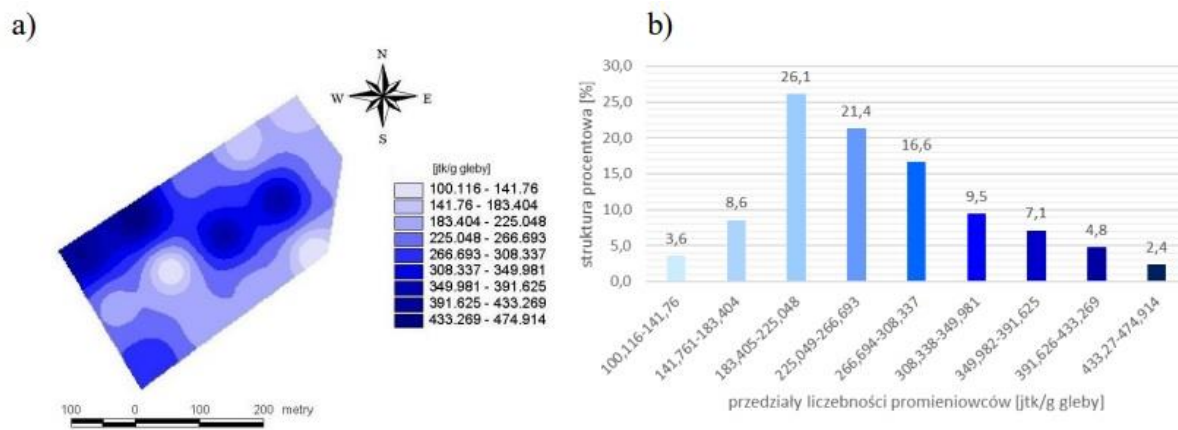 a)
N
W E
S
[jtk/g gleby]
100.116 - 141.76
141.76 - 183.404
183.404 - 225.048
225.048 - 266.693
266.693 - 308.337
308.337 - 349.981
349.981 - 391.625
391.625 - 433.269
433.269 - 474.914
100 0 100 200 metry
b)
struktura procentowa [%]
30,0
25,0
20,0
15,0
10,0
5,0
0,0
3,6
8,6
26,1
21,4
16,6
9,5
7,1
4,8
2,4
100,116-141,76
141,761-183,404
183,405-225,048
225,049-266,693
266,694-308,337
308,338-349,981
349,982-391,625
391,626-433,269
433,27-474,914
przedziały liczebności promieniowców [jtk/g gleby]